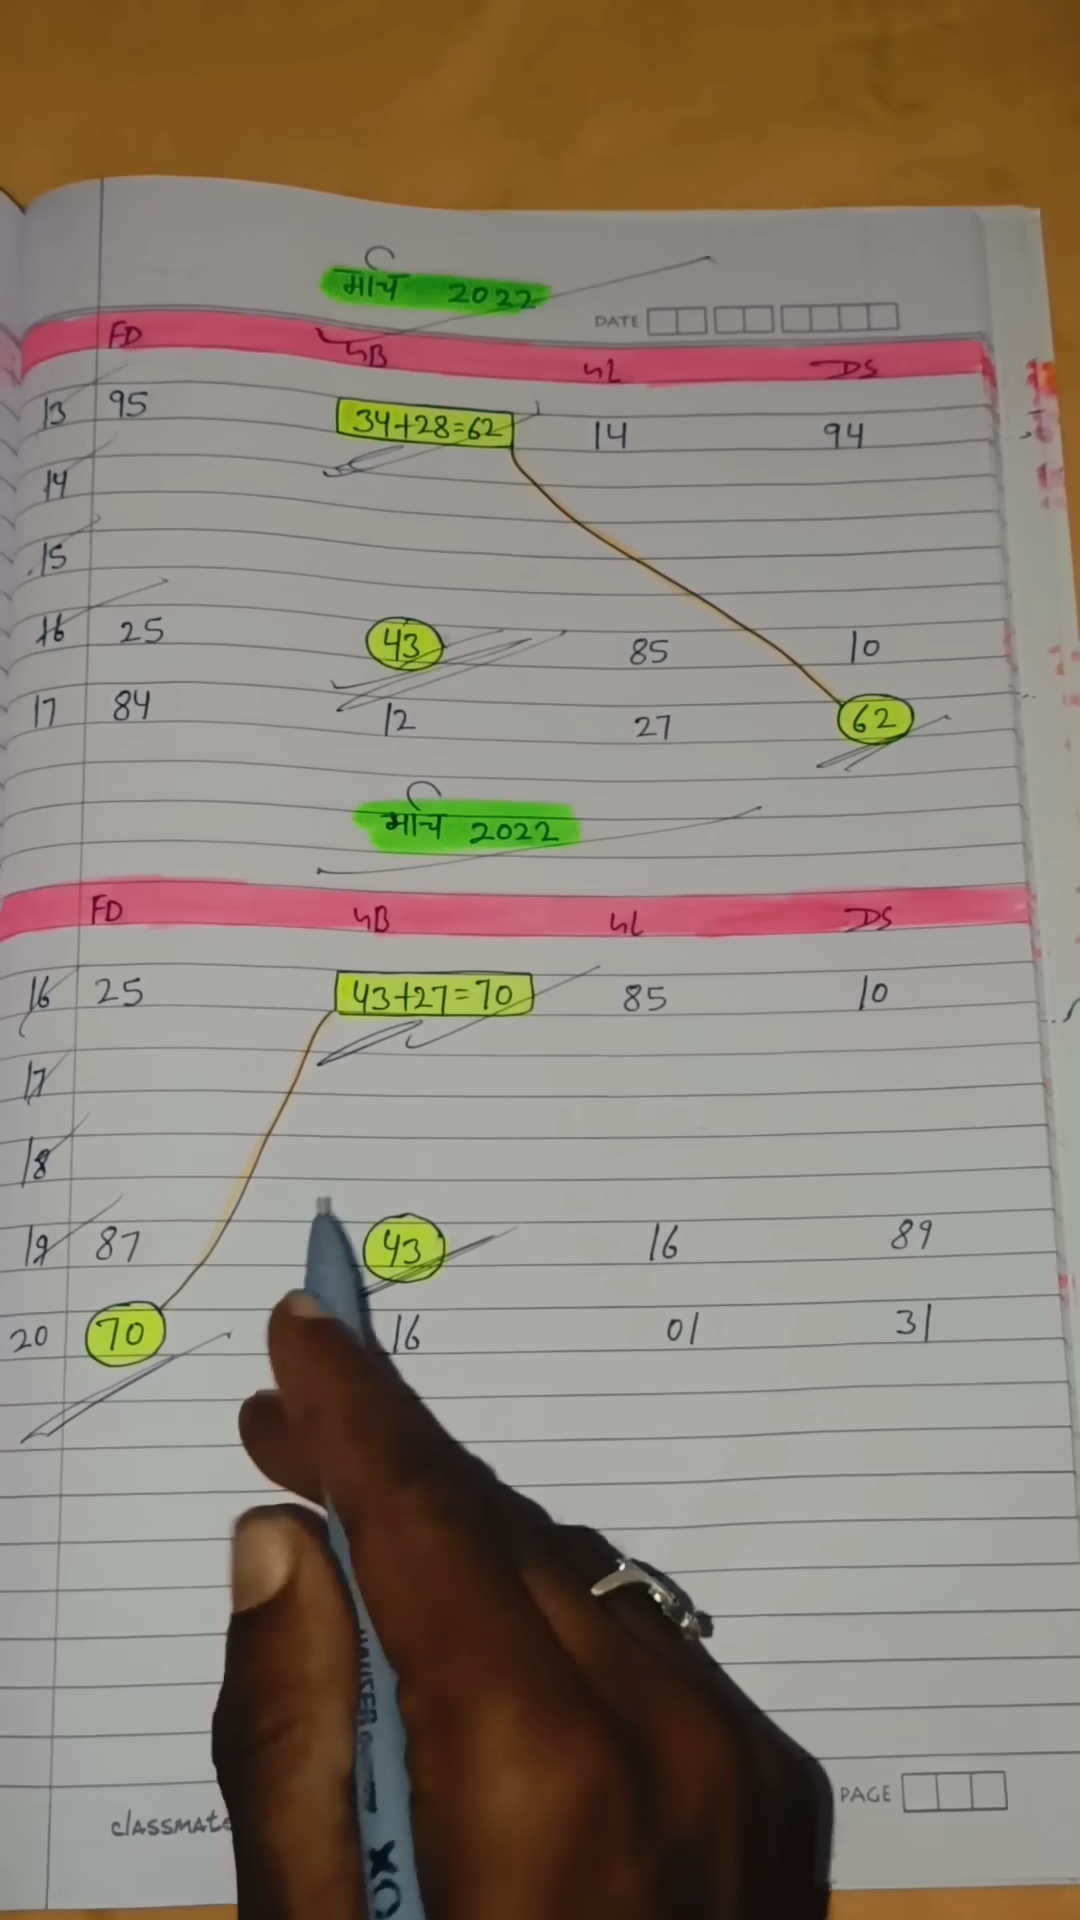 मार्च 2022
DATE
FD GB GL DS
13 95 34+28=62 14 94
14
15
16 25 43 85 10
17 84 12 27 62
मार्च 2022
FD GB GL DS
16 25 43+27=70 85 10
17
18
19 87 43 16 89
20 70 16 01 31
PAGE
classmate
XO